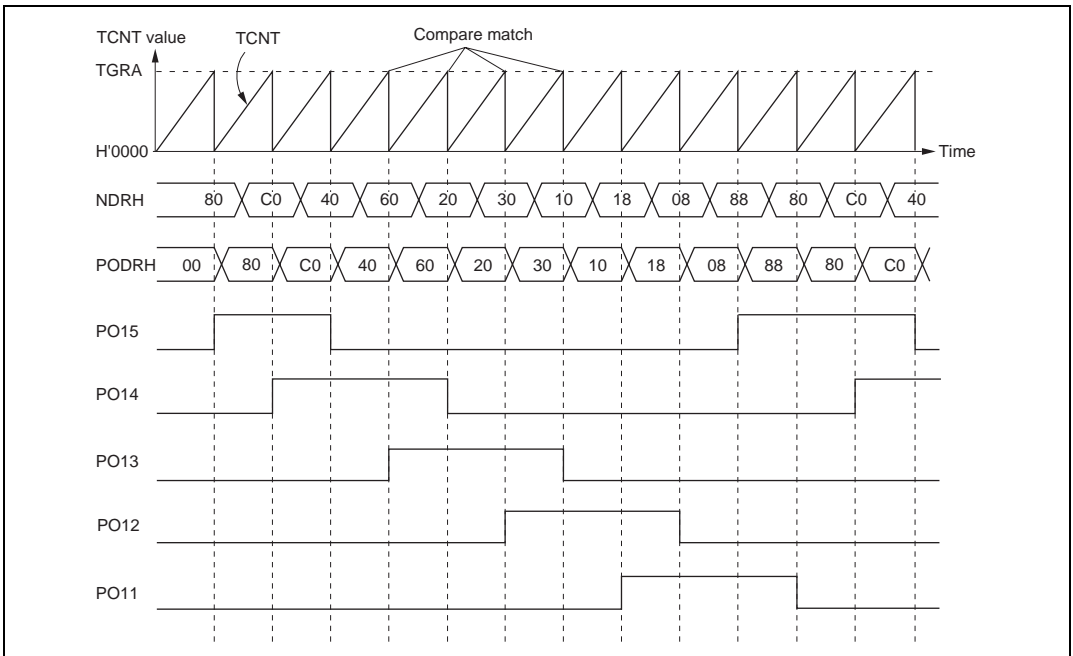 TCNT value TCNT Compare match
TGRA
H'0000 Time
NDRH 80 C0 40 60 20 30 10 18 08 88 80 C0 40
PODRH 00 80 C0 40 60 20 30 10 18 08 88 80 C0
PO15
PO14
PO13
PO12
PO11